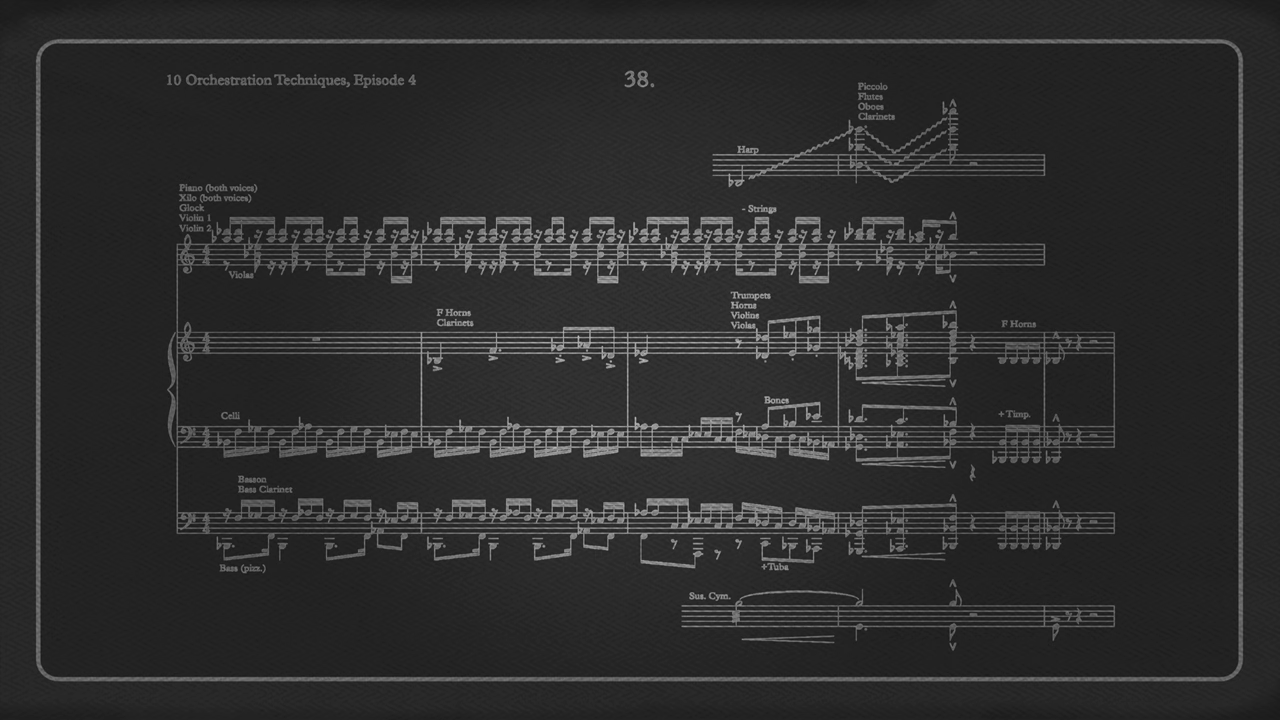 10 Orchestration Techniques, Episode 4
38.
Piccolo
Flutes
Oboes
Clarinets
Harp
Piano (both voices)
Xilo (both voices)
Glock
Violin 1
Violin 2
- Strings
Violas
F Horns
Clarinets
Trumpets
Horns
Violins
Violas
F Horns
Celli
Bones
+ Timp.
Basson
Bass Clarinet
Bass (pizz.)
+Tuba
Sus. Cym.